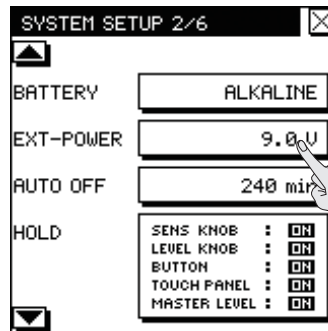 SYSTEM SETUP 2/6
BATTERY ALKALINE
EXT-POWER 9.0 V
AUTO OFF 240 min
HOLD
SENS KNOB : ON
LEVEL KNOB : ON
BUTTON : ON
TOUCH PANEL : ON
MASTER LEVEL : ON